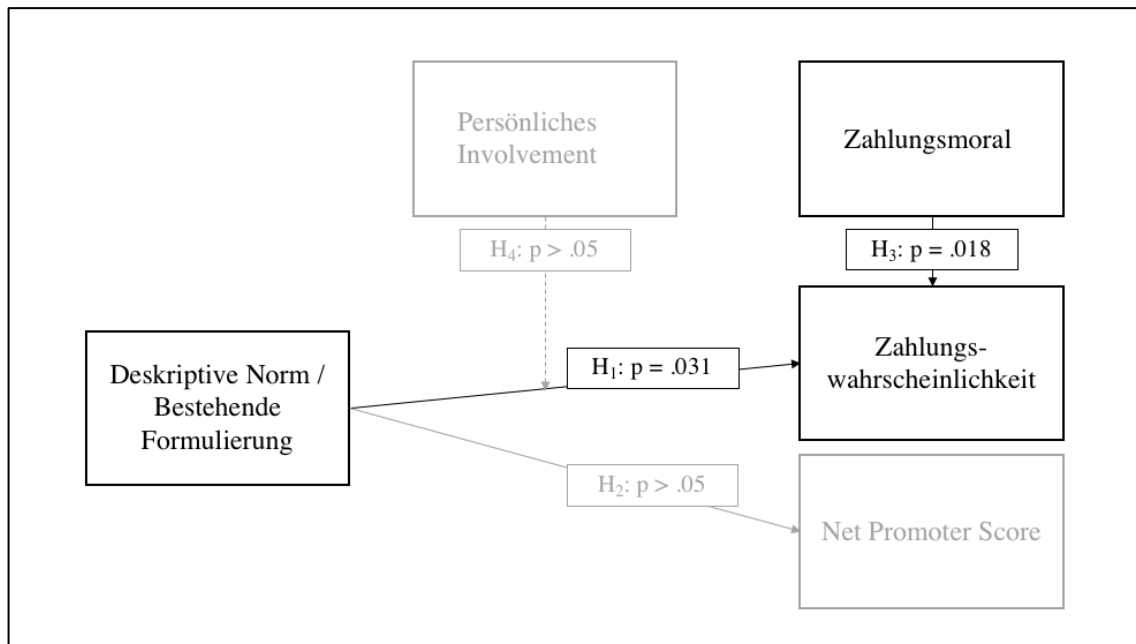 Persönliches
Involvement
Zahlungsmoral
H₄: p > .05
H₃: p = .018
Deskriptive Norm /
Bestehende
Formulierung
H₁: p = .031
Zahlungs-
wahrscheinlichkeit
H₂: p > .05
Net Promoter Score